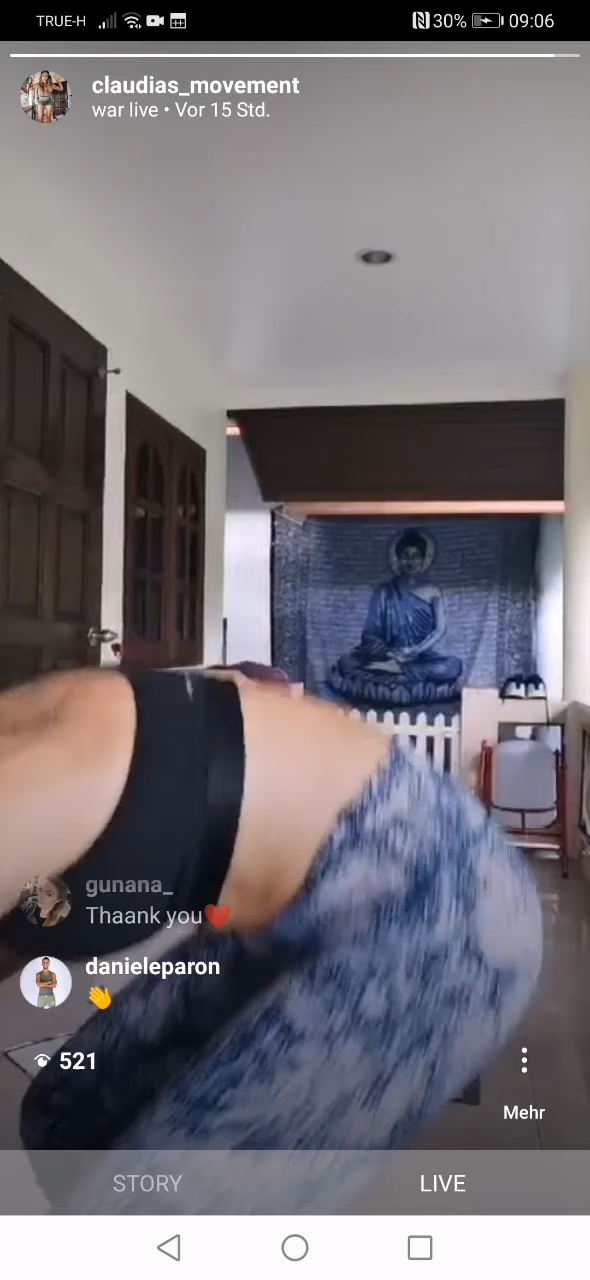 TRUE-H 30% 09:06
claudias_movement
war live • Vor 15 Std.
gunana_
Thaank you❤️
danieleparon
👋
521
Mehr
STORY LIVE